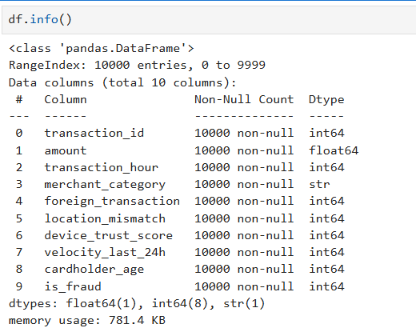 df.info()
<class 'pandas.DataFrame'>
RangeIndex: 10000 entries, 0 to 9999
Data columns (total 10 columns):
 #   Column               Non-Null Count  Dtype
---  ------               --------------  -----
 0   transaction_id       10000 non-null  int64
 1   amount               10000 non-null  float64
 2   transaction_hour     10000 non-null  int64
 3   merchant_category    10000 non-null  str
 4   foreign_transaction  10000 non-null  int64
 5   location_mismatch    10000 non-null  int64
 6   device_trust_score   10000 non-null  int64
 7   velocity_last_24h    10000 non-null  int64
 8   cardholder_age       10000 non-null  int64
 9   is_fraud             10000 non-null  int64
dtypes: float64(1), int64(8), str(1)
memory usage: 781.4 KB